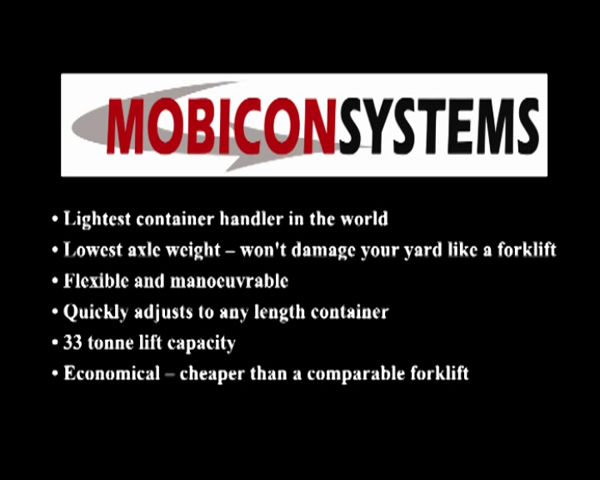 MOBICONSYSTEMS
• Lightest container handler in the world
• Lowest axle weight – won't damage your yard like a forklift
• Flexible and manoeuvrable
• Quickly adjusts to any length container
• 33 tonne lift capacity
• Economical – cheaper than a comparable forklift